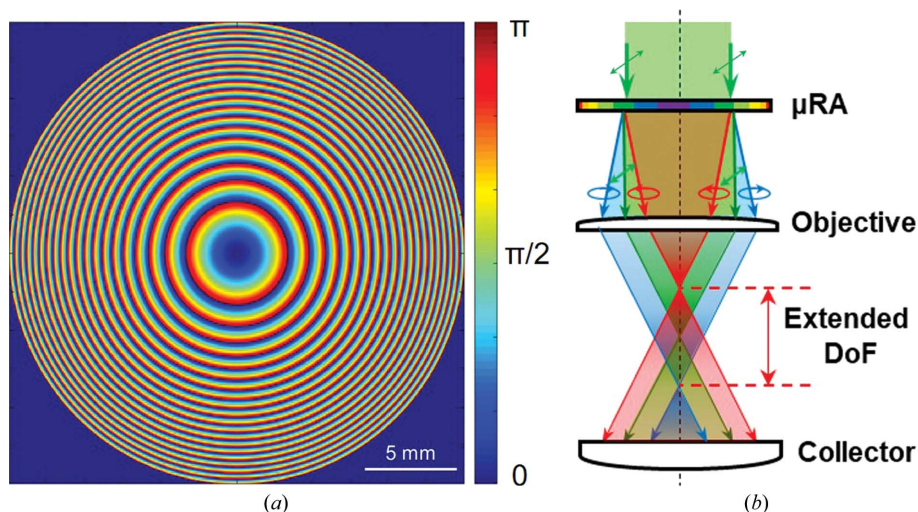 π
π/2
0
5 mm
(a)
(b)
μRA
Objective
Extended
DoF
Collector